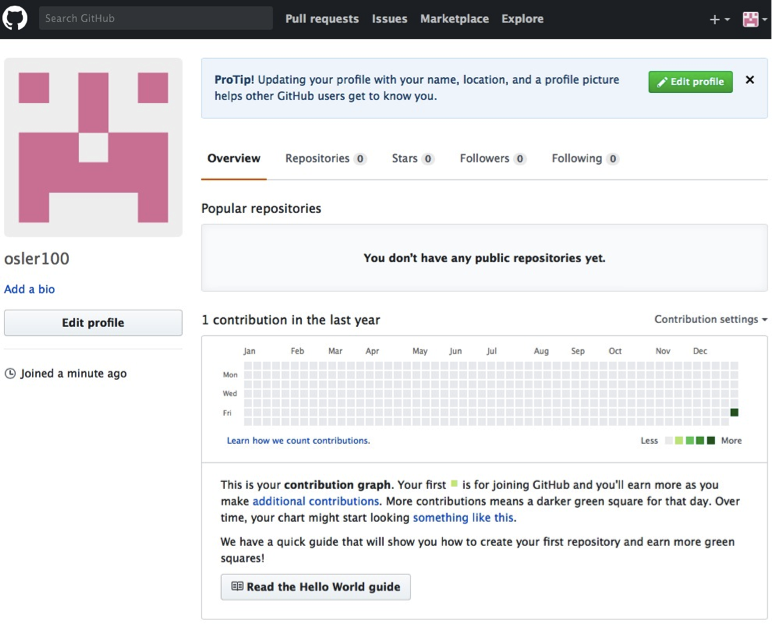 Search GitHub
Pull requests Issues Marketplace Explore
ProTip! Updating your profile with your name, location, and a profile picture
helps other GitHub users get to know you.
Edit profile
osler100
Add a bio
Edit profile
Joined a minute ago
Overview Repositories 0 Stars 0 Followers 0 Following 0
Popular repositories
You don't have any public repositories yet.
1 contribution in the last year
Contribution settings
Jan Feb Mar Apr May Jun Jul Aug Sep Oct Nov Dec
Mon
Wed
Fri
Learn how we count contributions.
Less More
This is your contribution graph. Your first is for joining GitHub and you'll earn more as you
make additional contributions. More contributions means a darker green square for that day. Over
time, your chart might start looking something like this.
We have a quick guide that will show you how to create your first repository and earn more green
squares!
Read the Hello World guide